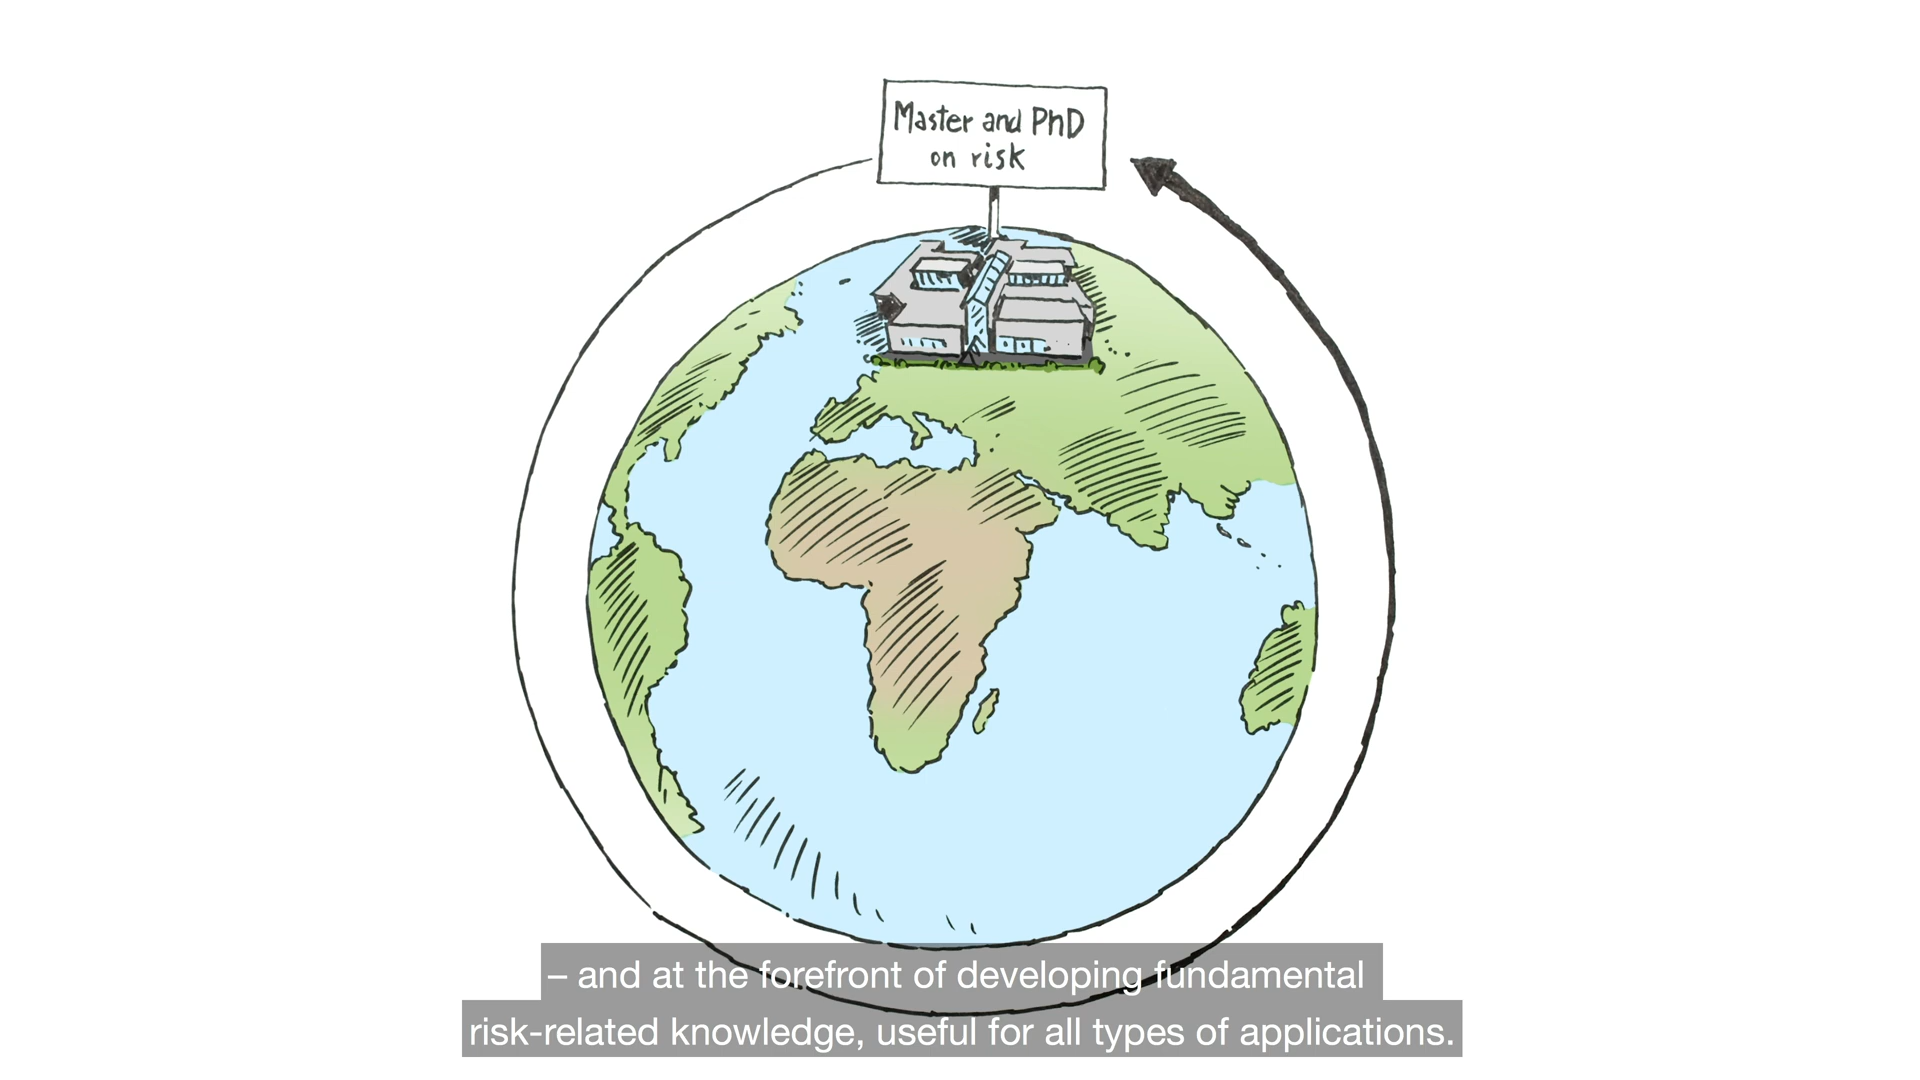 Master and PhD
on risk
– and at the forefront of developing fundamental
risk-related knowledge, useful for all types of applications.